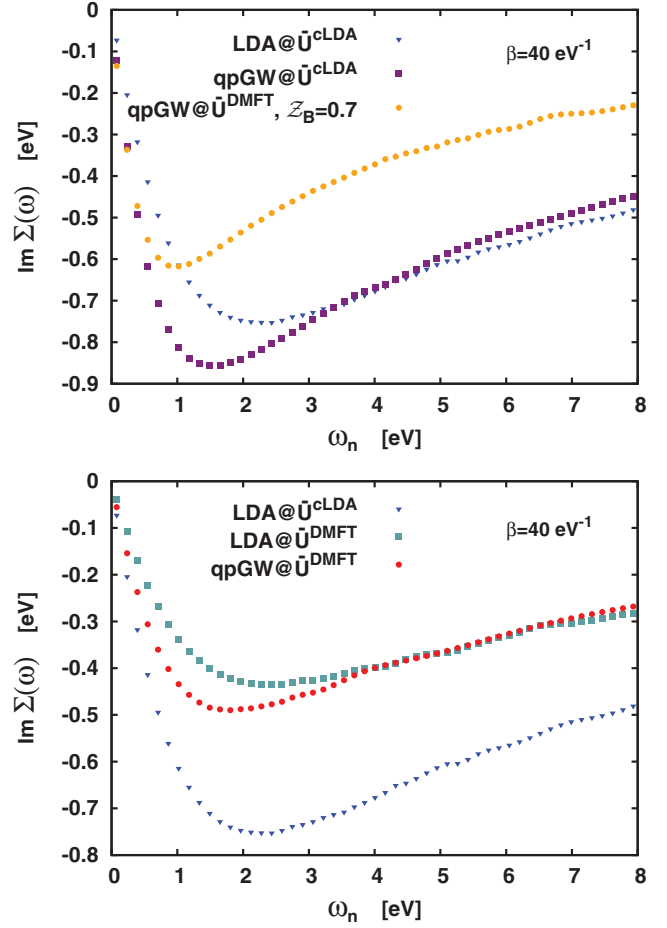 0
-0.1
-0.2
-0.3
-0.4
-0.5
-0.6
-0.7
-0.8
-0.9
Im Σ(ω) [eV]
LDA@Ū^cLDA
qpGW@Ū^cLDA
qpGW@Ū^DMFT, Z_B=0.7
β=40 eV^-1
0 1 2 3 4 5 6 7 8
ω_n [eV]
0
-0.1
-0.2
-0.3
-0.4
-0.5
-0.6
-0.7
-0.8
Im Σ(ω) [eV]
LDA@Ū^cLDA
LDA@Ū^DMFT
qpGW@Ū^DMFT
β=40 eV^-1
0 1 2 3 4 5 6 7 8
ω_n [eV]